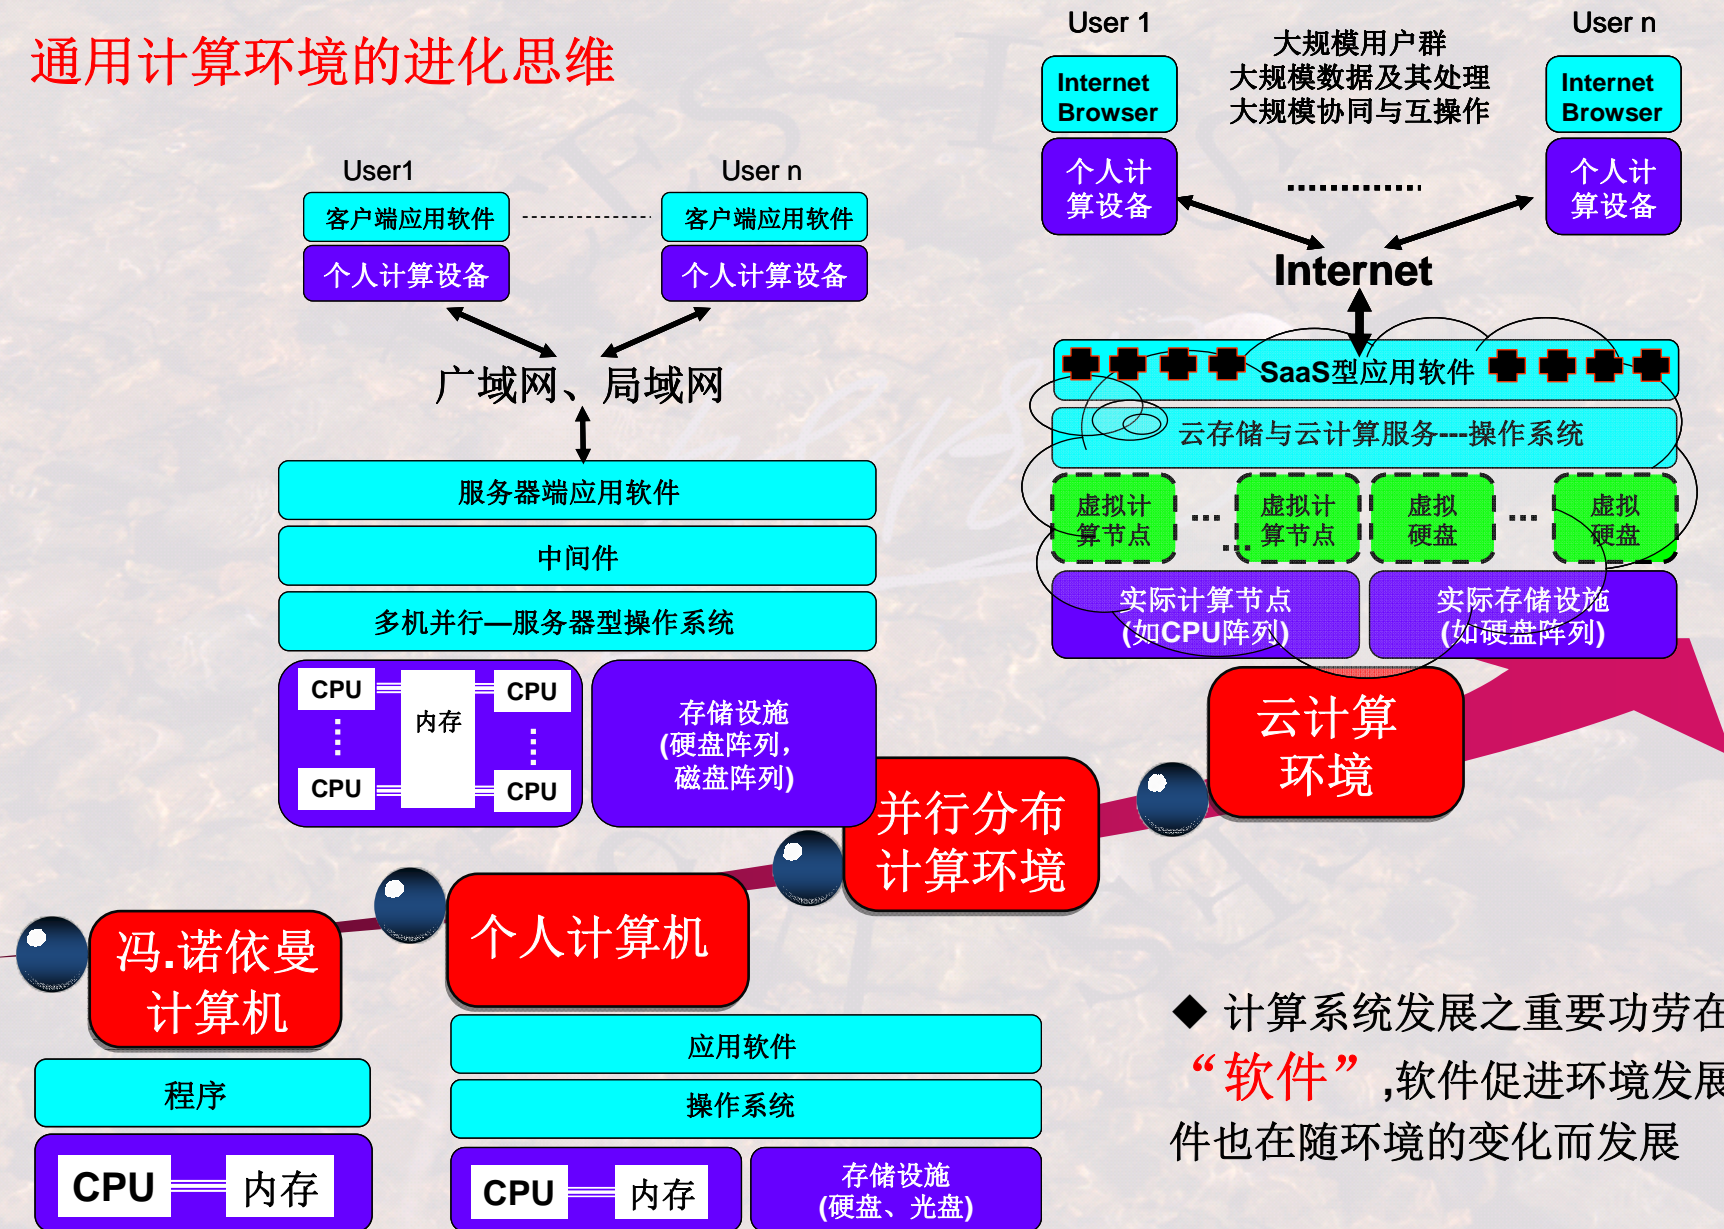 通用计算环境的进化思维
User 1
User n
大规模用户群
大规模数据及其处理
大规模协同与互操作
Internet
Browser
Internet
Browser
个人计
算设备
个人计
算设备
Internet
SaaS型应用软件
云存储与云计算服务---操作系统
虚拟计
算节点
...
虚拟计
算节点
虚拟
硬盘
...
虚拟
硬盘
实际计算节点
(如CPU阵列)
实际存储设施
(如硬盘阵列)
User1
User n
客户端应用软件
客户端应用软件
个人计算设备
个人计算设备
广域网、局域网
服务器端应用软件
中间件
多机并行—服务器型操作系统
CPU
内存
CPU
CPU
CPU
存储设施
(硬盘阵列,
磁盘阵列)
云计算
环境
并行分布
计算环境
个人计算机
冯.诺依曼
计算机
程序
CPU
内存
应用软件
操作系统
CPU
内存
存储设施
(硬盘、光盘)
◆ 计算系统发展之重要功劳在
“软件”,软件促进环境发展
件也在随环境的变化而发展